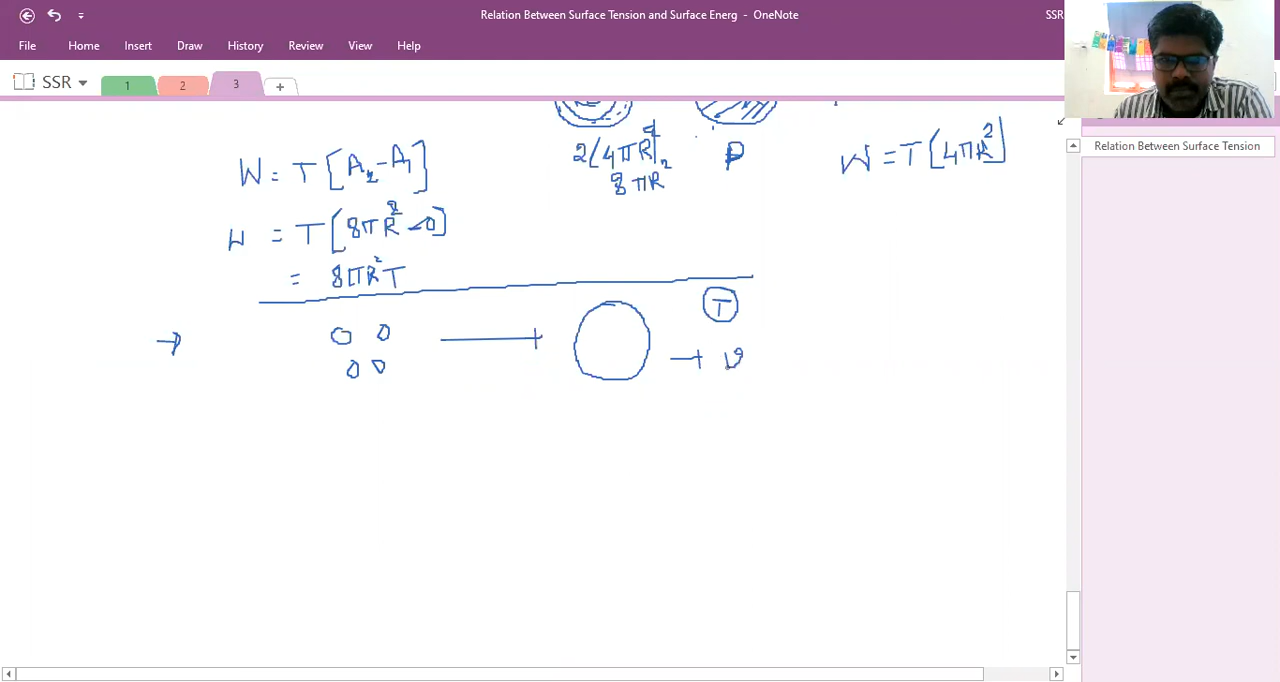 Relation Between Surface Tension and Surface Energ - OneNote
SSR
File Home Insert Draw History Review View Help
SSR 1 2 3 +
Relation Between Surface Tension
W = T[A₂ - A₁]
2(4πR²)
8πR²
W = T[4πR²]
W = T[8πR² - 0]
= 8πR²T
T
→ → → v